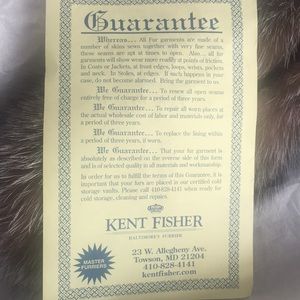 Guarantee
Whereas... All Fur garments are made of a
number of skins sewn together with very fine seams,
these seams are apt at times to open. Also... all fur
garments will show wear more readily at points of friction.
In Coats or Jackets, at front edges, loops, wrists, pockets
and neck. In Stoles, at edges. If such happens in your
case, do not become alarmed. Bring the garment to us.
We Guarantee... To renew all open seams
entirely free of charge for a period of three years.
We Guarantee... To repair all worn places at
the actual wholesale cost of labor and materials only, for
a period of three years.
We Guarantee... To replace the lining within
a period of three years, if worn.
We Guarantee... That your fur garment is
absolutely as described on the reverse side of this form
and is of selected quality in all materials and workmanship.
In order for us to fulfill the terms of this Guarantee, it is
important that your furs are placed in our certified cold
storage vaults. Please call 410-828-4141 when ready for
cold storage, cleaning and repairs.
KENT FISHER
BALTIMORE'S FURRIER
MASTER
FURRIERS
23 W. Allegheny Ave.
Towson, MD 21204
410-828-4141
kentfisher.com